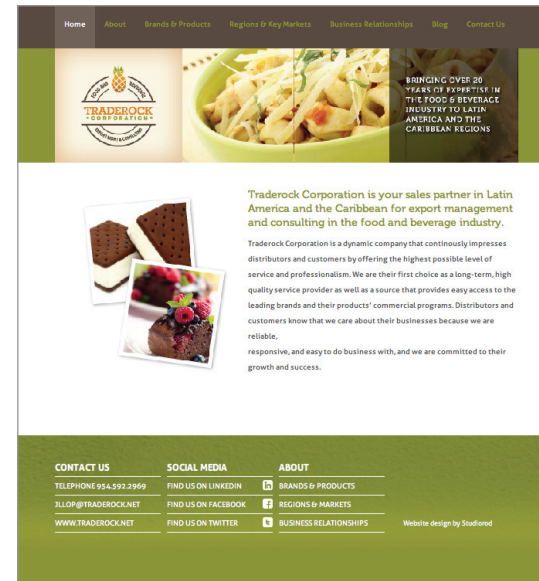 Home About Brands & Products Regions & Key Markets Business Relationships Blog Contact Us
FOOD BAR BEVERAGE
TRADEROCK
CORPORATION
EXPORT MGMT & CONSULTING
BRINGING OVER 20
YEARS OF EXPERTISE IN
THE FOOD & BEVERAGE
INDUSTRY TO LATIN
AMERICA AND THE
CARIBBEAN REGIONS
Traderock Corporation is your sales partner in Latin
America and the Caribbean for export management
and consulting in the food and beverage industry.
Traderock Corporation is a dynamic company that continously impresses
distributors and customers by offering the highest possible level of
service and professionalism. We are their first choice as a long-term, high
quality service provider as well as a source that provides easy access to the
leading brands and their products' commercial programs. Distributors and
customers know that we care about their businesses because we are
reliable,
responsive, and easy to do business with, and we are committed to their
growth and success.
CONTACT US
TELEPHONE 954.592.2969
JLLOP@TRADEROCK.NET
WWW.TRADEROCK.NET
SOCIAL MEDIA
FIND US ON LINKEDIN in
FIND US ON FACEBOOK f
FIND US ON TWITTER t
ABOUT
BRANDS & PRODUCTS
REGIONS & MARKETS
BUSINESS RELATIONSHIPS
Website design by Studiorod